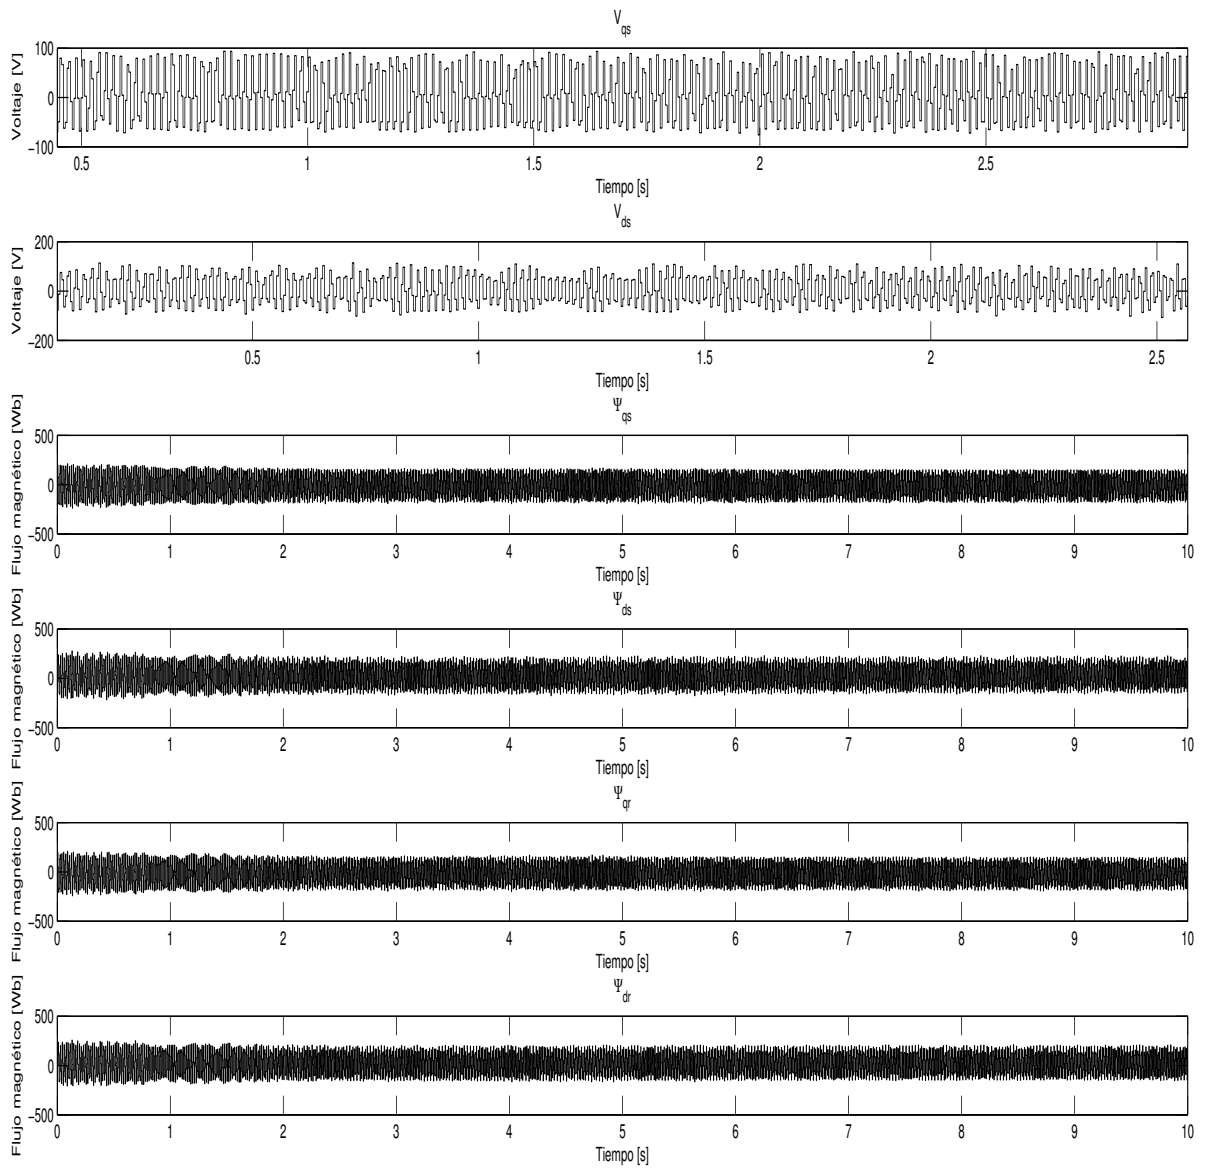 V_qs
Voltaje [V]
100
0
−100
0.5 1 1.5 2 2.5
Tiempo [s]
V_ds
Voltaje [V]
200
0
−200
0.5 1 1.5 2 2.5
Tiempo [s]
Ψ_qs
Flujo magnético [Wb]
500
0
−500
0 1 2 3 4 5 6 7 8 9 10
Tiempo [s]
Ψ_ds
Flujo magnético [Wb]
500
0
−500
0 1 2 3 4 5 6 7 8 9 10
Tiempo [s]
Ψ_qr
Flujo magnético [Wb]
500
0
−500
0 1 2 3 4 5 6 7 8 9 10
Tiempo [s]
Ψ_dr
Flujo magnético [Wb]
500
0
−500
0 1 2 3 4 5 6 7 8 9 10
Tiempo [s]